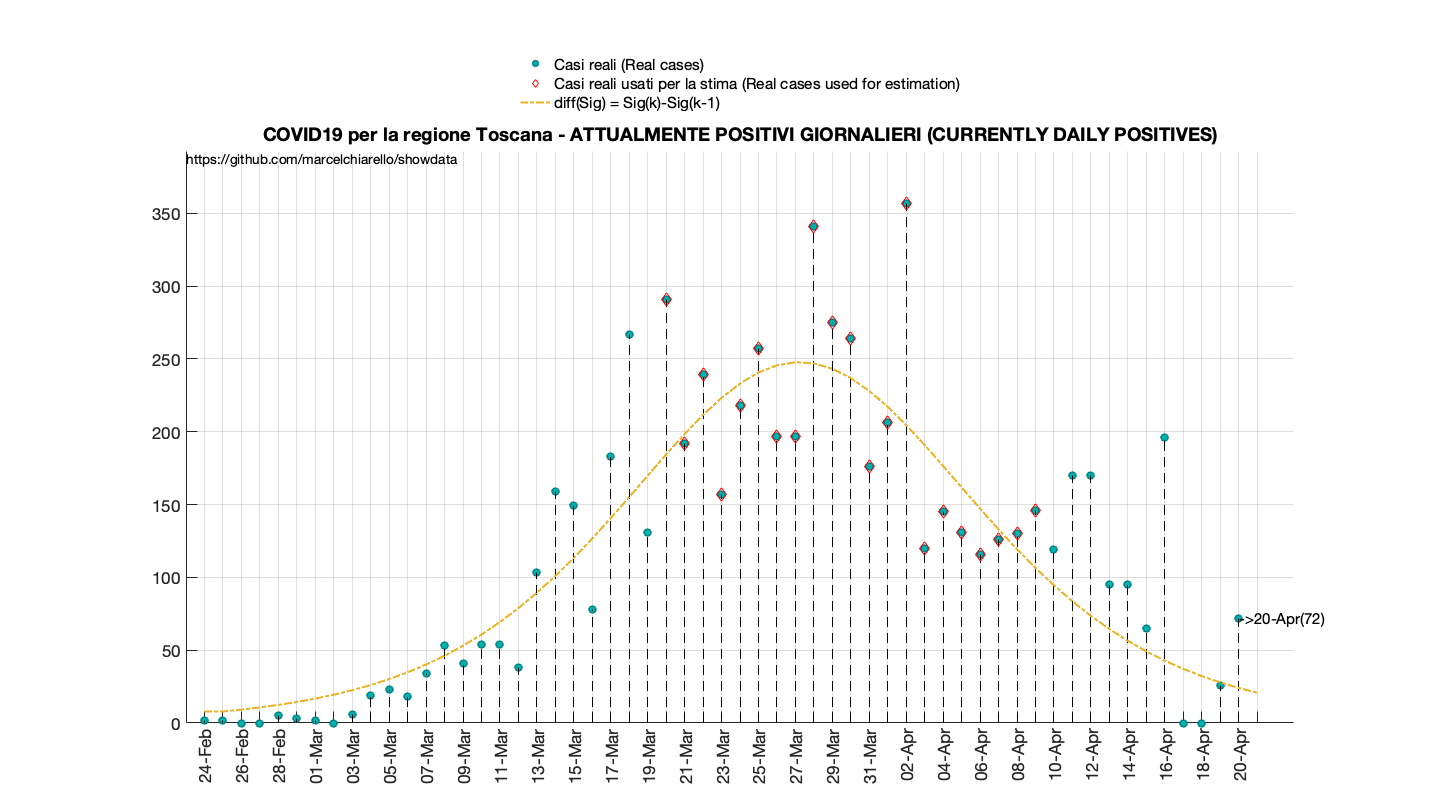 Casi reali (Real cases)
Casi reali usati per la stima (Real cases used for estimation)
diff(Sig) = Sig(k)-Sig(k-1)
COVID19 per la regione Toscana - ATTUALMENTE POSITIVI GIORNALIERI (CURRENTLY DAILY POSITIVES)
https://github.com/marcelchiarello/showdata
350
300
250
200
150
100
50
0
->20-Apr(72)
24-Feb
26-Feb
28-Feb
01-Mar
03-Mar
05-Mar
07-Mar
09-Mar
11-Mar
13-Mar
15-Mar
17-Mar
19-Mar
21-Mar
23-Mar
25-Mar
27-Mar
29-Mar
31-Mar
02-Apr
04-Apr
06-Apr
08-Apr
10-Apr
12-Apr
14-Apr
16-Apr
18-Apr
20-Apr